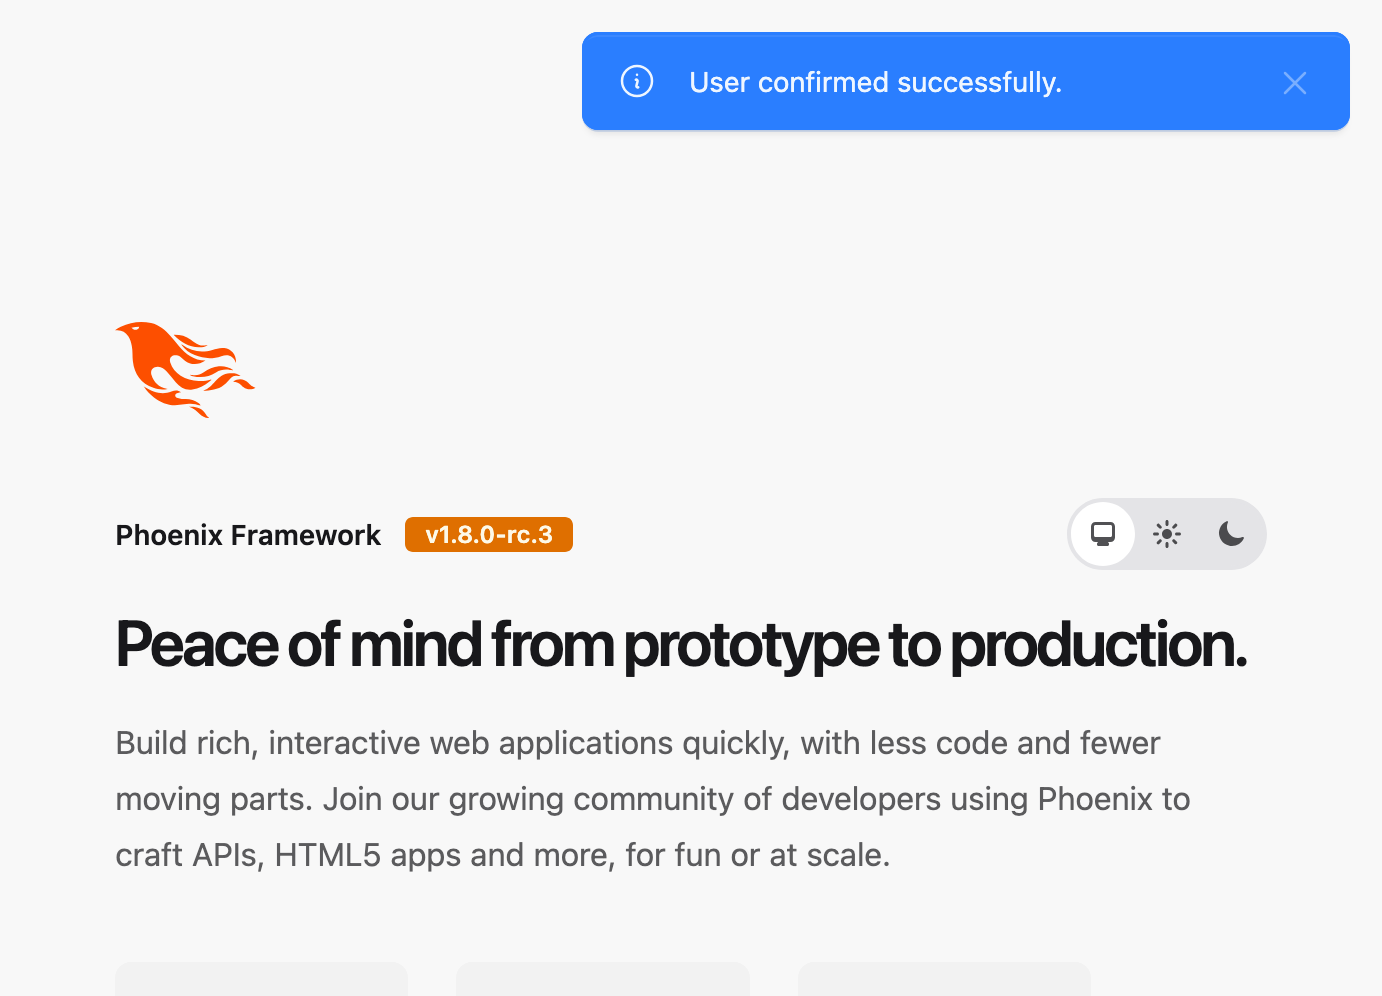 User confirmed successfully.
Phoenix Framework v1.8.0-rc.3
Peace of mind from prototype to production.
Build rich, interactive web applications quickly, with less code and fewer
moving parts. Join our growing community of developers using Phoenix to
craft APIs, HTML5 apps and more, for fun or at scale.